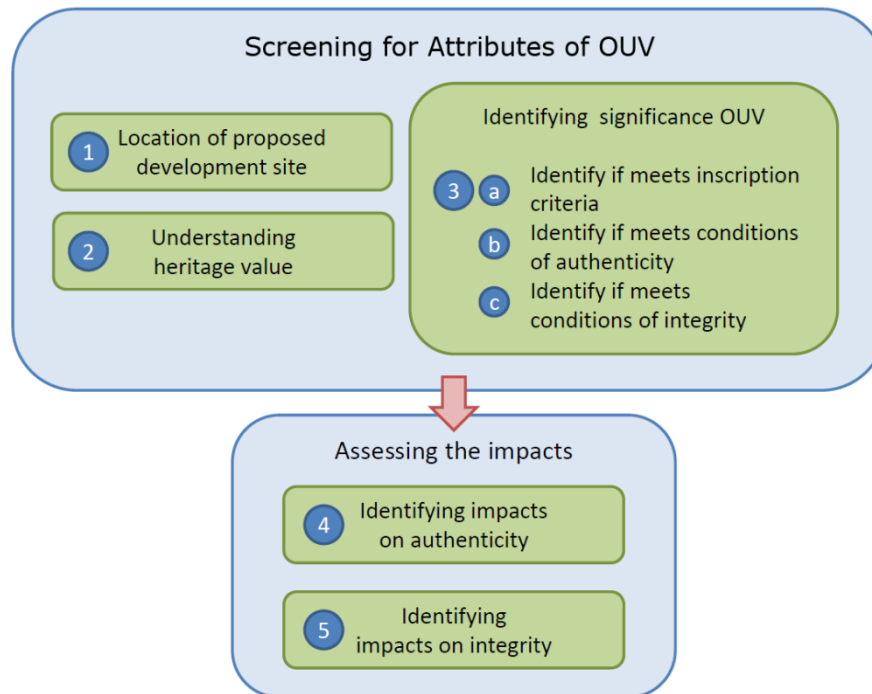 Screening for Attributes of OUV
1
Location of proposed
development site
2
Understanding
heritage value
Identifying significance OUV
3
a
Identify if meets inscription
criteria
b
Identify if meets conditions
of authenticity
c
Identify if meets
conditions of integrity
Assessing the impacts
4
Identifying impacts
on authenticity
5
Identifying
impacts on integrity